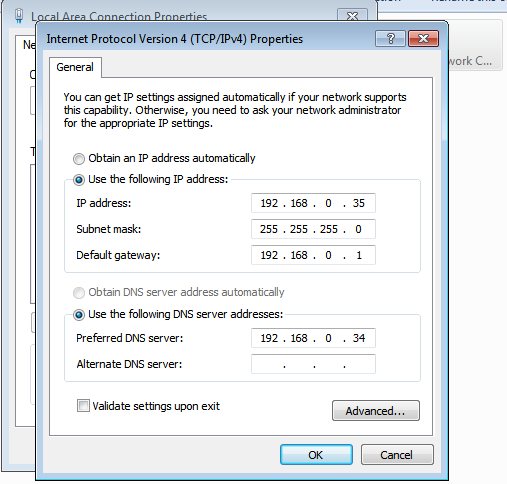 Local Area Connection Properties
Internet Protocol Version 4 (TCP/IPv4) Properties
General
You can get IP settings assigned automatically if your network supports
this capability. Otherwise, you need to ask your network administrator
for the appropriate IP settings.
Obtain an IP address automatically
Use the following IP address:
IP address: 192 . 168 . 0 . 35
Subnet mask: 255 . 255 . 255 . 0
Default gateway: 192 . 168 . 0 . 1
Obtain DNS server address automatically
Use the following DNS server addresses:
Preferred DNS server: 192 . 168 . 0 . 34
Alternate DNS server: . . .
Validate settings upon exit
Advanced...
OK Cancel